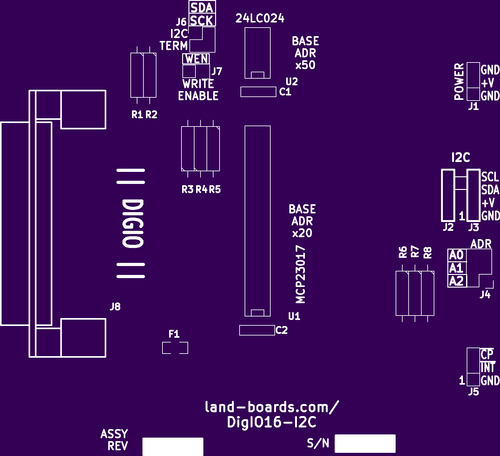 SDA
SCK
J6
I2C
TERM
WEN
J7
WRITE
ENABLE
24LC024
BASE
ADR
x50
U2
C1
R1 R2
POWER
GND
+V
GND
J1
I2C
SCL
SDA
+V
1 GND
J2 J3
R3 R4 R5
DIGIO
BASE
ADR
x20
MCP23017
U1
C2
R6
R7
R8
ADR
A0
A1
A2
J4
J8
F1
CP
INT
1 GND
J5
land-boards.com/
DigIO16-I2C
ASSY
REV
S/N